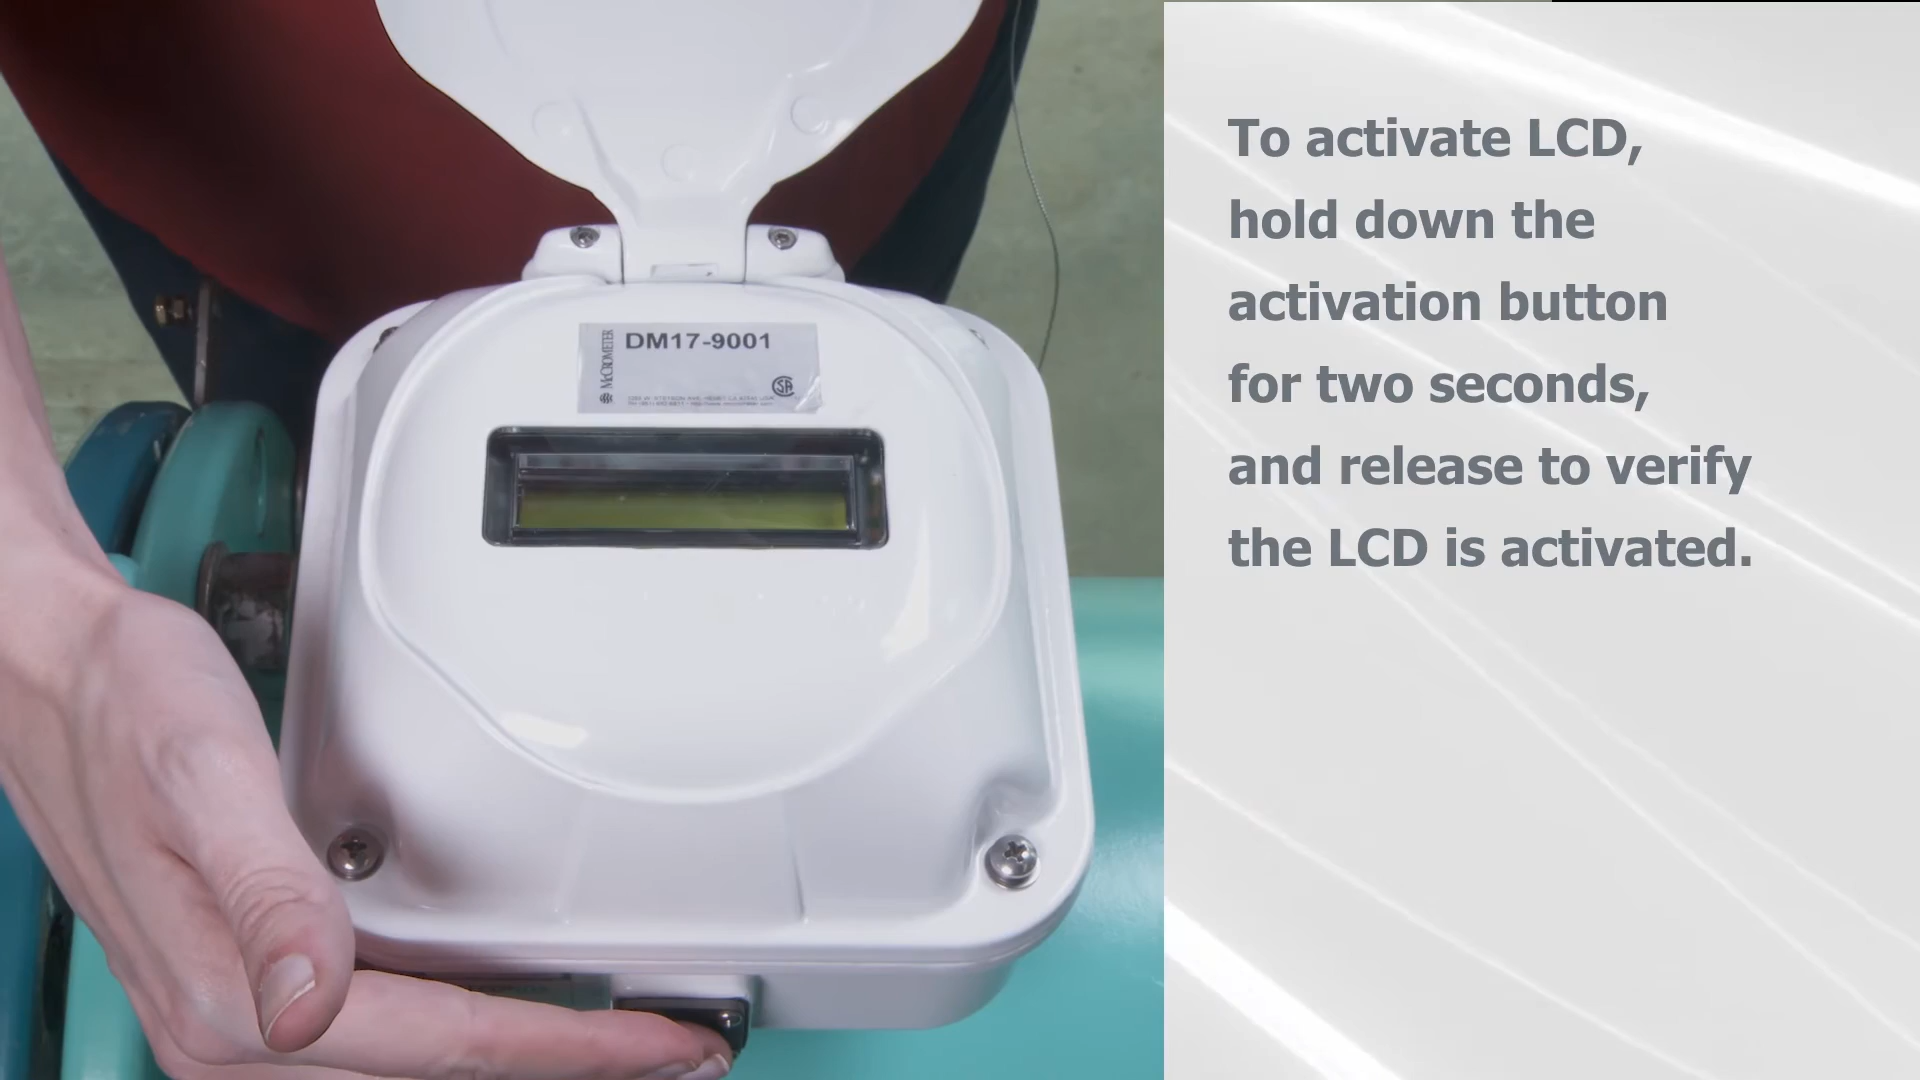 DM17-9001
McCROMETER
To activate LCD,
hold down the
activation button
for two seconds,
and release to verify
the LCD is activated.